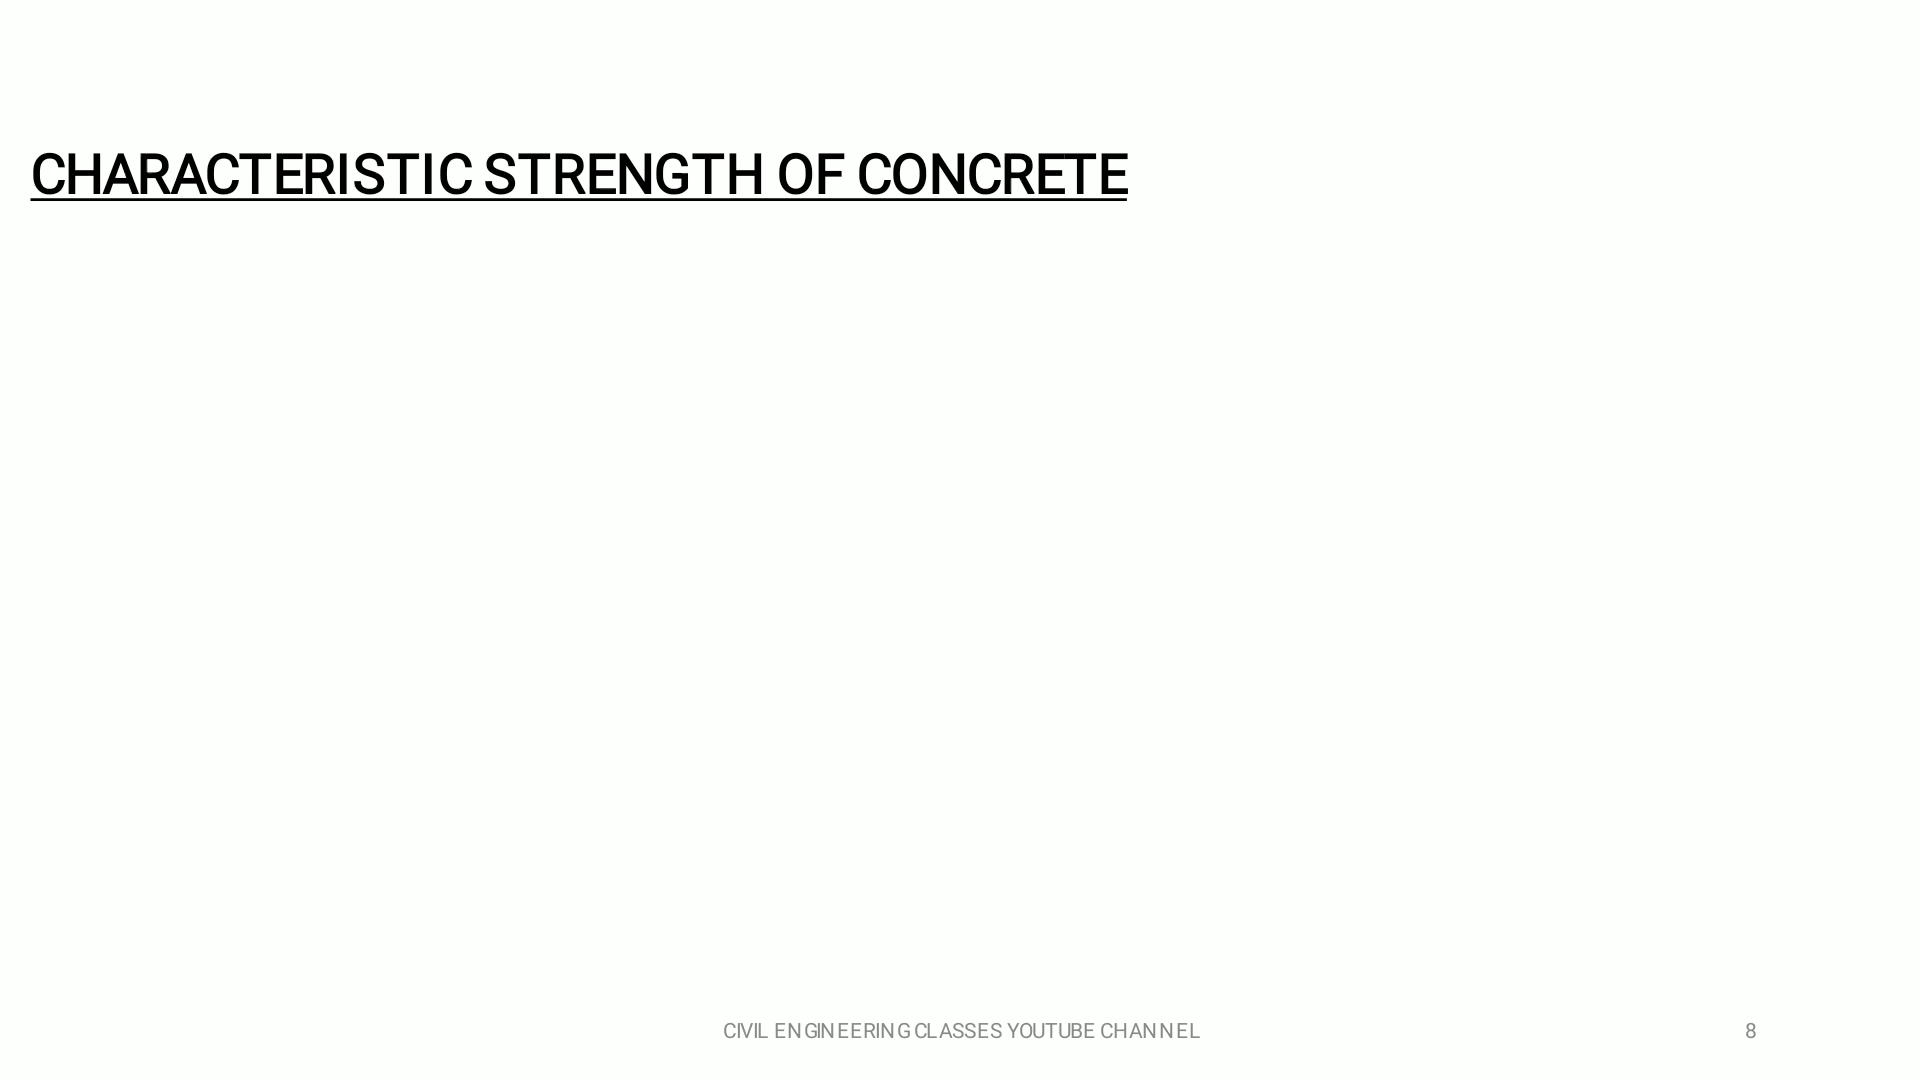 CHARACTERISTIC STRENGTH OF CONCRETE
CIVIL ENGINEERING CLASSES YOUTUBE CHANNEL
8